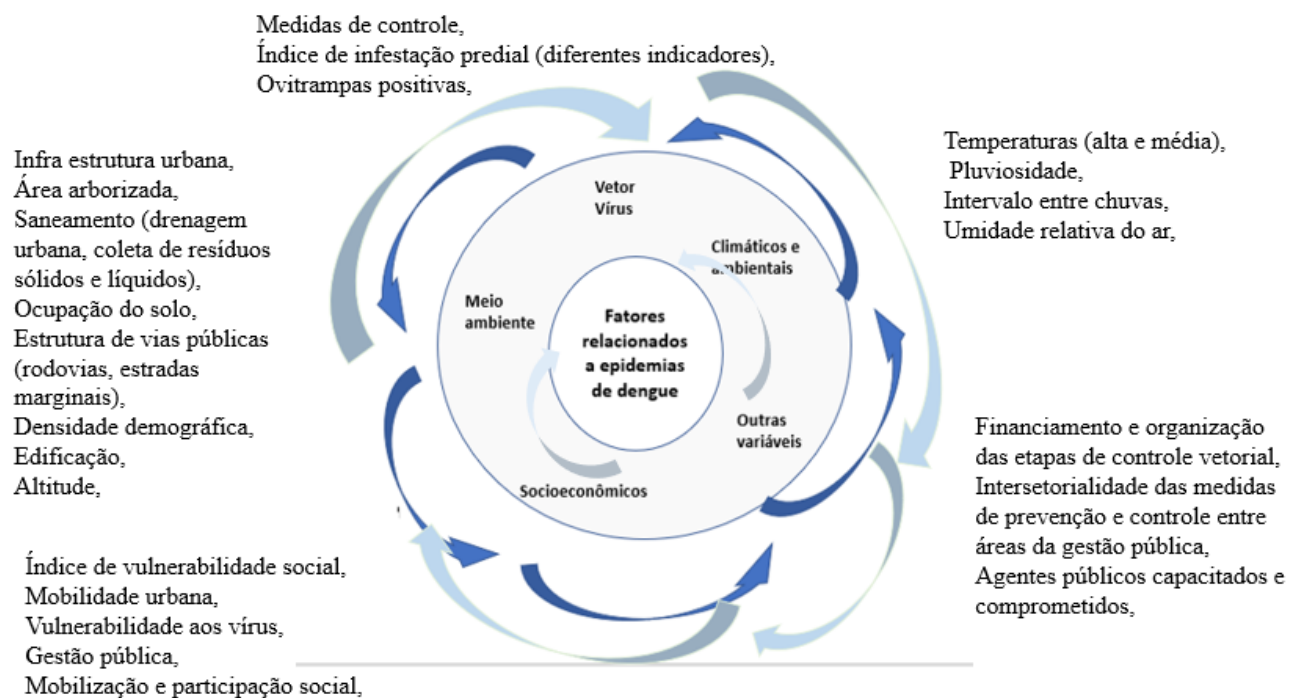 Medidas de controle,
Índice de infestação predial (diferentes indicadores),
Ovitrampas positivas,
Infra estrutura urbana,
Área arborizada,
Saneamento (drenagem
urbana, coleta de resíduos
sólidos e líquidos),
Ocupação do solo,
Estrutura de vias públicas
(rodovias, estradas
marginais),
Densidade demográfica,
Edificação,
Altitude,
Índice de vulnerabilidade social,
Mobilidade urbana,
Vulnerabilidade aos vírus,
Gestão pública,
Mobilização e participação social,
Vetor
Vírus
Climáticos e
ambientais
Meio
ambiente
Fatores
relacionados
a epidemias
de dengue
Outras
variáveis
Socioeconômicos
Temperaturas (alta e média),
Pluviosidade,
Intervalo entre chuvas,
Umidade relativa do ar,
Financiamento e organização
das etapas de controle vetorial,
Intersetorialidade das medidas
de prevenção e controle entre
áreas da gestão pública,
Agentes públicos capacitados e
comprometidos,